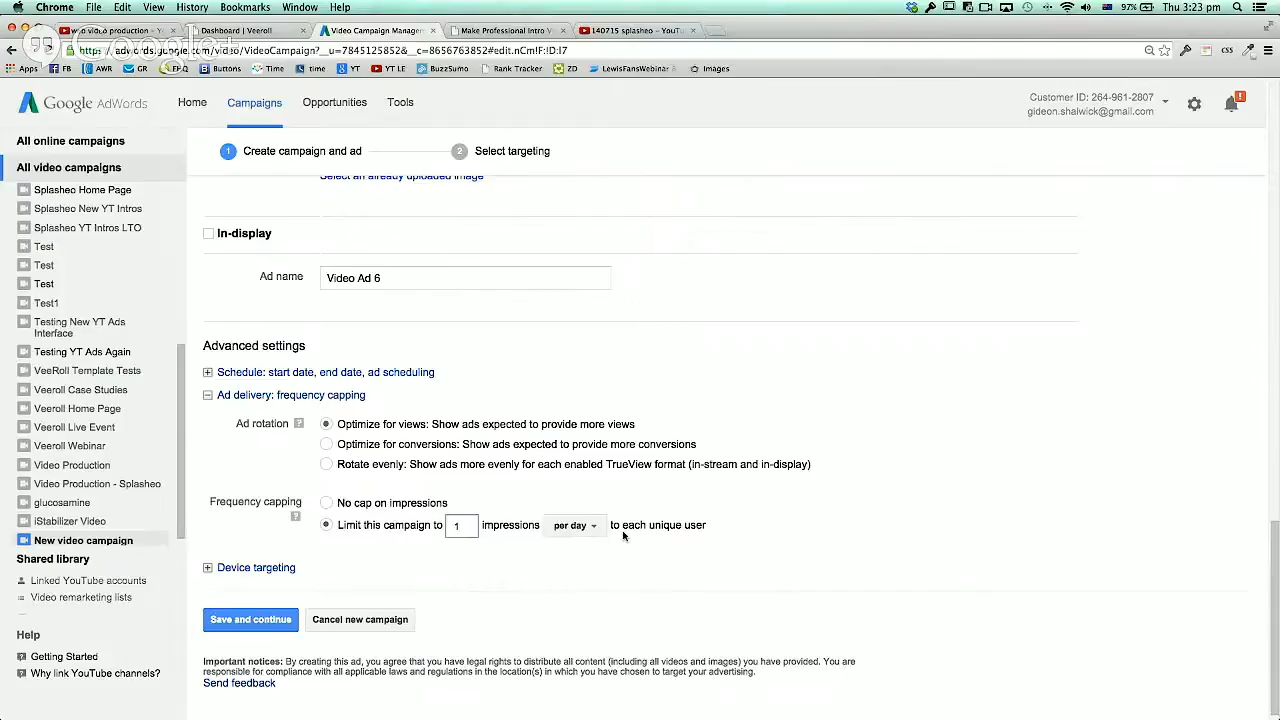 Chrome File Edit View History Bookmarks Window Help 97% Thu 3:23 pm
web video production - Y Dashboard | Veeroll Video Campaign Managem Make Professional Intro V 140715 splasheo - YouTu
Google+
https://adwords.google.com/video/VideoCampaign?__u=7845125852&__c=8656763852#edit.nCm!F:!D:!7
Apps FB AWR GR FHQ Buttons Time time YT YT LE BuzzSumo Rank Tracker ZD LewisFansWebinar Images
Google AdWords Home Campaigns Opportunities Tools
Customer ID: 264-961-2807
gideon.shalwick@gmail.com
All online campaigns
All video campaigns
Splasheo Home Page
Splasheo New YT Intros
Splasheo YT Intros LTO
Test
Test
Test
Test1
Testing New YT Ads
Interface
Testing YT Ads Again
VeeRoll Template Tests
Veeroll Case Studies
Veeroll Home Page
Veeroll Live Event
Veeroll Webinar
Video Production
Video Production - Splasheo
glucosamine
iStabilizer Video
New video campaign
Shared library
Linked YouTube accounts
Video remarketing lists
Help
Getting Started
Why link YouTube channels?
1 Create campaign and ad 2 Select targeting
Select an already uploaded image
In-display
Ad name Video Ad 6
Advanced settings
Schedule: start date, end date, ad scheduling
Ad delivery: frequency capping
Ad rotation ? Optimize for views: Show ads expected to provide more views
Optimize for conversions: Show ads expected to provide more conversions
Rotate evenly: Show ads more evenly for each enabled TrueView format (in-stream and in-display)
Frequency capping ? No cap on impressions
Limit this campaign to 1 impressions per day to each unique user
Device targeting
Save and continue Cancel new campaign
Important notices: By creating this ad, you agree that you have legal rights to distribute all content (including all videos and images) you have provided. You are
responsible for compliance with all applicable laws and regulations in the location(s) in which you have chosen to target your advertising.
Send feedback